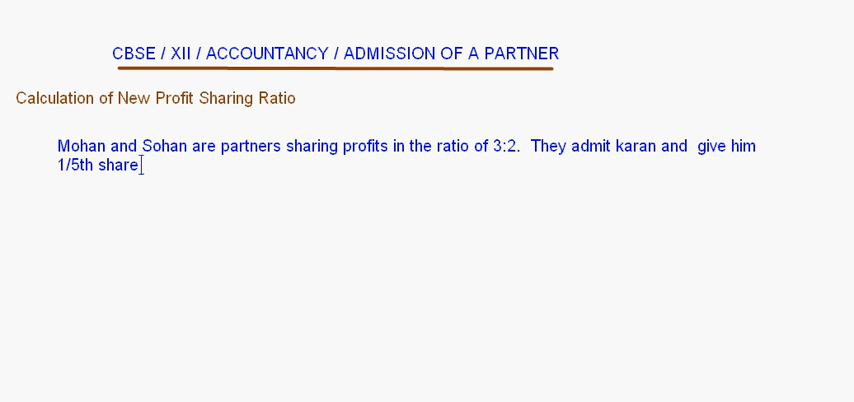 CBSE / XII / ACCOUNTANCY / ADMISSION OF A PARTNER
Calculation of New Profit Sharing Ratio
Mohan and Sohan are partners sharing profits in the ratio of 3:2.  They admit karan and  give him
1/5th share